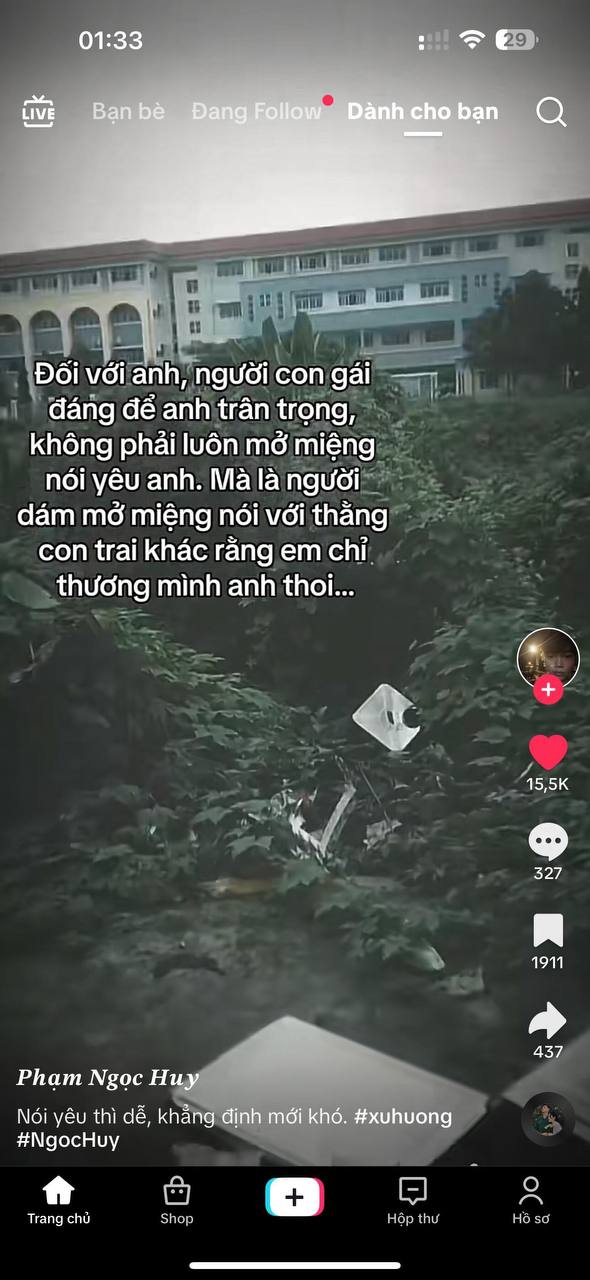 01:33
29
LIVE
Bạn bè
Đang Follow
Dành cho bạn
Đối với anh, người con gái
đáng để anh trân trọng,
không phải luôn mở miệng
nói yêu anh. Mà là người
dám mở miệng nói với thằng
con trai khác rằng em chỉ
thương mình anh thoi...
15,5K
327
1911
437
Phạm Ngọc Huy
Nói yêu thì dễ, khẳng định mới khó. #xuhuong
#NgocHuy
Trang chủ
Shop
Hộp thư
Hồ sơ